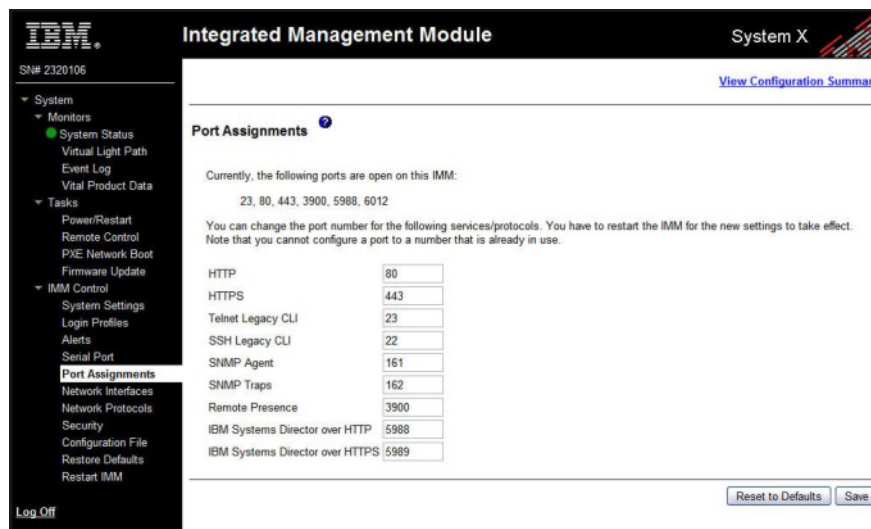 IBM.
Integrated Management Module
System X
SN# 2320106
View Configuration Summar
System
Monitors
System Status
Virtual Light Path
Event Log
Vital Product Data
Tasks
Power/Restart
Remote Control
PXE Network Boot
Firmware Update
IMM Control
System Settings
Login Profiles
Alerts
Serial Port
Port Assignments
Network Interfaces
Network Protocols
Security
Configuration File
Restore Defaults
Restart IMM
Log Off
Port Assignments ?
Currently, the following ports are open on this IMM:
23, 80, 443, 3900, 5988, 6012
You can change the port number for the following services/protocols. You have to restart the IMM for the new settings to take effect.
Note that you cannot configure a port to a number that is already in use.
HTTP 80
HTTPS 443
Telnet Legacy CLI 23
SSH Legacy CLI 22
SNMP Agent 161
SNMP Traps 162
Remote Presence 3900
IBM Systems Director over HTTP 5988
IBM Systems Director over HTTPS 5989
Reset to Defaults Save